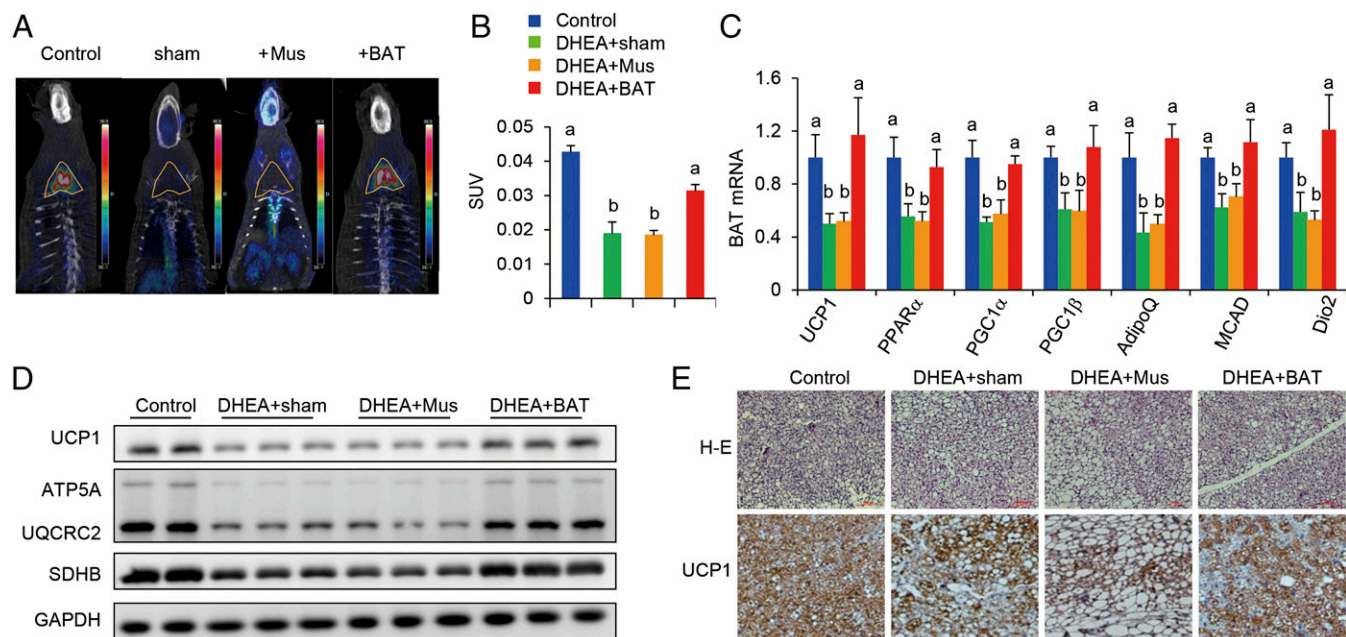 A
Control sham +Mus +BAT
B
Control
DHEA+sham
DHEA+Mus
DHEA+BAT
SUV
0.05
0.04
0.03
0.02
0.01
0
a b b a
C
BAT mRNA
1.6
1.2
0.8
0.4
0
a b b a a b b a a b b a a b b a a b b a a b b a a b b a
UCP1 PPARα PGC1α PGC1β AdipoQ MCAD Dio2
D
Control DHEA+sham DHEA+Mus DHEA+BAT
UCP1
ATP5A
UQCRC2
SDHB
GAPDH
E
Control DHEA+sham DHEA+Mus DHEA+BAT
H-E
UCP1